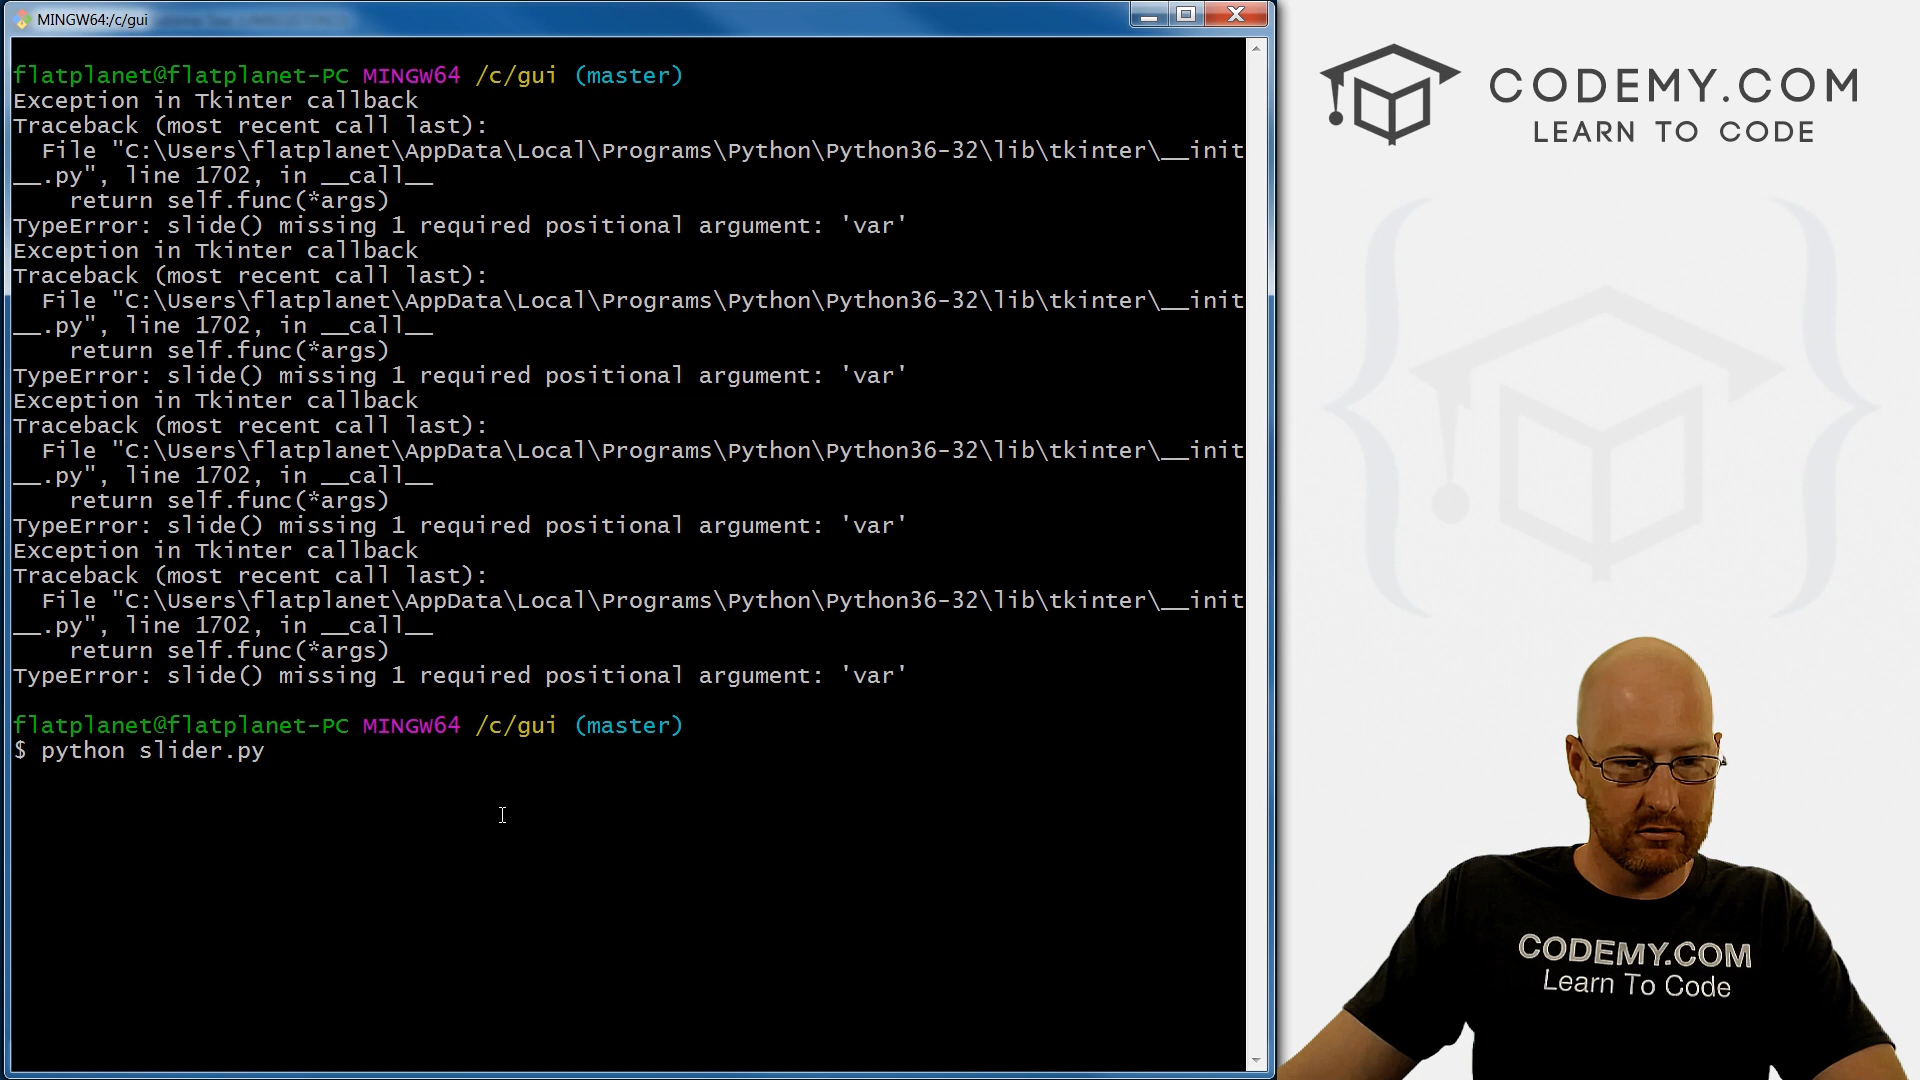 MINGW64:/c/gui
flatplanet@flatplanet-PC MINGW64 /c/gui (master)
Exception in Tkinter callback
Traceback (most recent call last):
  File "C:\Users\flatplanet\AppData\Local\Programs\Python\Python36-32\lib\tkinter\__init
__.py", line 1702, in __call__
    return self.func(*args)
TypeError: slide() missing 1 required positional argument: 'var'
Exception in Tkinter callback
Traceback (most recent call last):
  File "C:\Users\flatplanet\AppData\Local\Programs\Python\Python36-32\lib\tkinter\__init
__.py", line 1702, in __call__
    return self.func(*args)
TypeError: slide() missing 1 required positional argument: 'var'
Exception in Tkinter callback
Traceback (most recent call last):
  File "C:\Users\flatplanet\AppData\Local\Programs\Python\Python36-32\lib\tkinter\__init
__.py", line 1702, in __call__
    return self.func(*args)
TypeError: slide() missing 1 required positional argument: 'var'
Exception in Tkinter callback
Traceback (most recent call last):
  File "C:\Users\flatplanet\AppData\Local\Programs\Python\Python36-32\lib\tkinter\__init
__.py", line 1702, in __call__
    return self.func(*args)
TypeError: slide() missing 1 required positional argument: 'var'
flatplanet@flatplanet-PC MINGW64 /c/gui (master)
$ python slider.py
CODEMY.COM
LEARN TO CODE
CODEMY.COM
Learn To Code